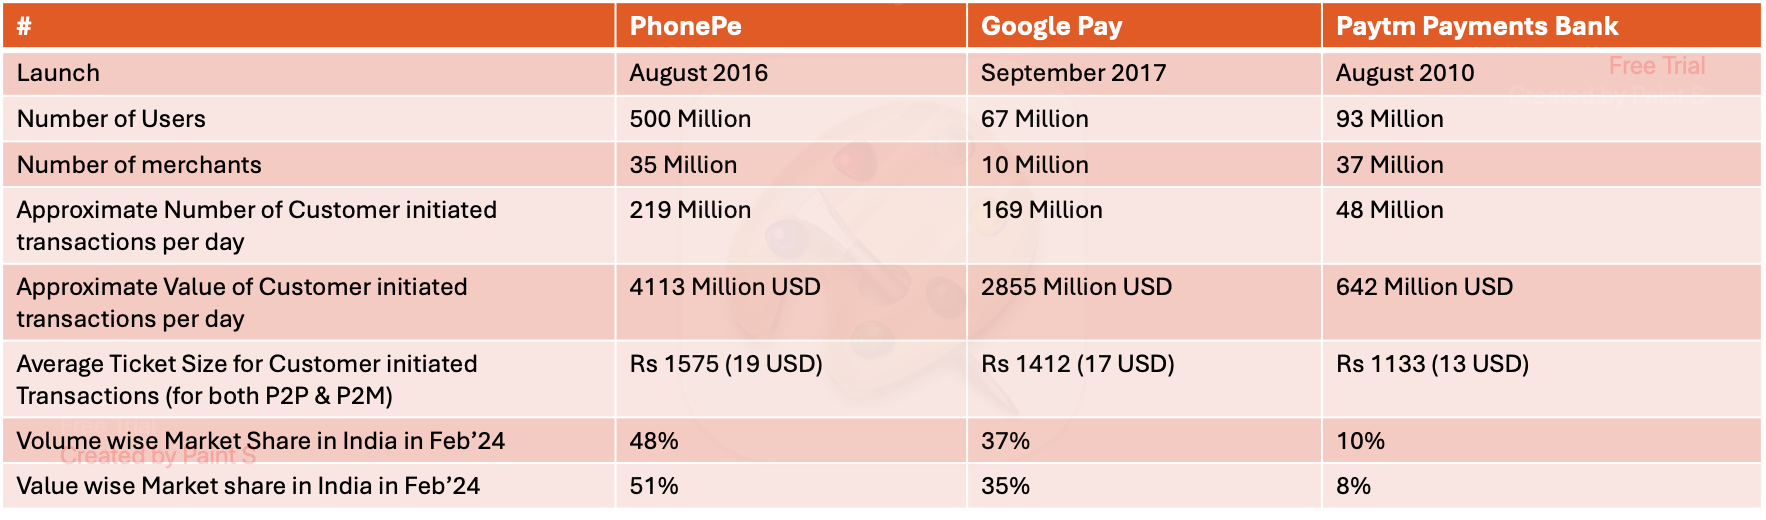 # PhonePe Google Pay Paytm Payments Bank
Launch August 2016 September 2017 August 2010
Free Trial
Number of Users 500 Million 67 Million 93 Million
Number of merchants 35 Million 10 Million 37 Million
Approximate Number of Customer initiated 219 Million 169 Million 48 Million
transactions per day
Approximate Value of Customer initiated 4113 Million USD 2855 Million USD 642 Million USD
transactions per day
Average Ticket Size for Customer initiated Rs 1575 (19 USD) Rs 1412 (17 USD) Rs 1133 (13 USD)
Transactions (for both P2P & P2M)
Free Trial
Volume wise Market Share in India in Feb’24 48% 37% 10%
Created by Paint S
Value wise Market share in India in Feb’24 51% 35% 8%